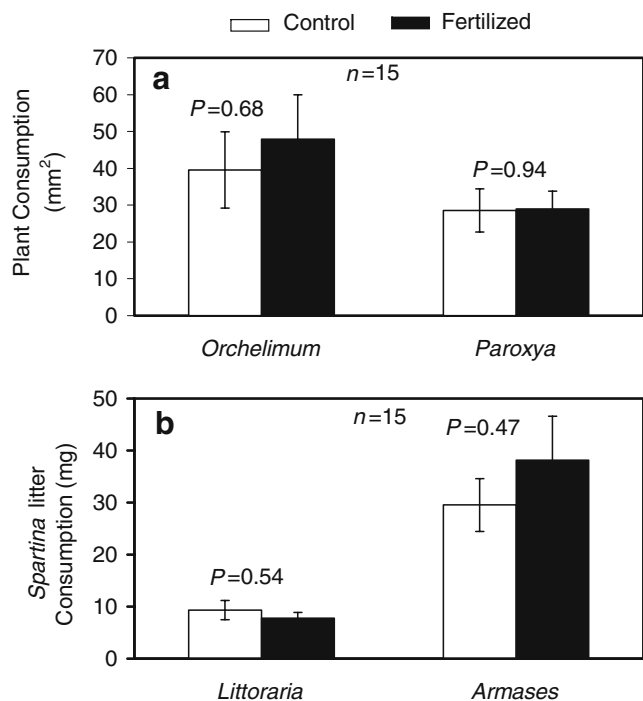 Control Fertilized
a
n=15
P=0.68
P=0.94
Plant Consumption
(mm²)
70
60
50
40
30
20
10
0
Orchelimum Paroxya
b
n=15
P=0.47
P=0.54
Spartina litter
Consumption (mg)
50
40
30
20
10
0
Littoraria Armases